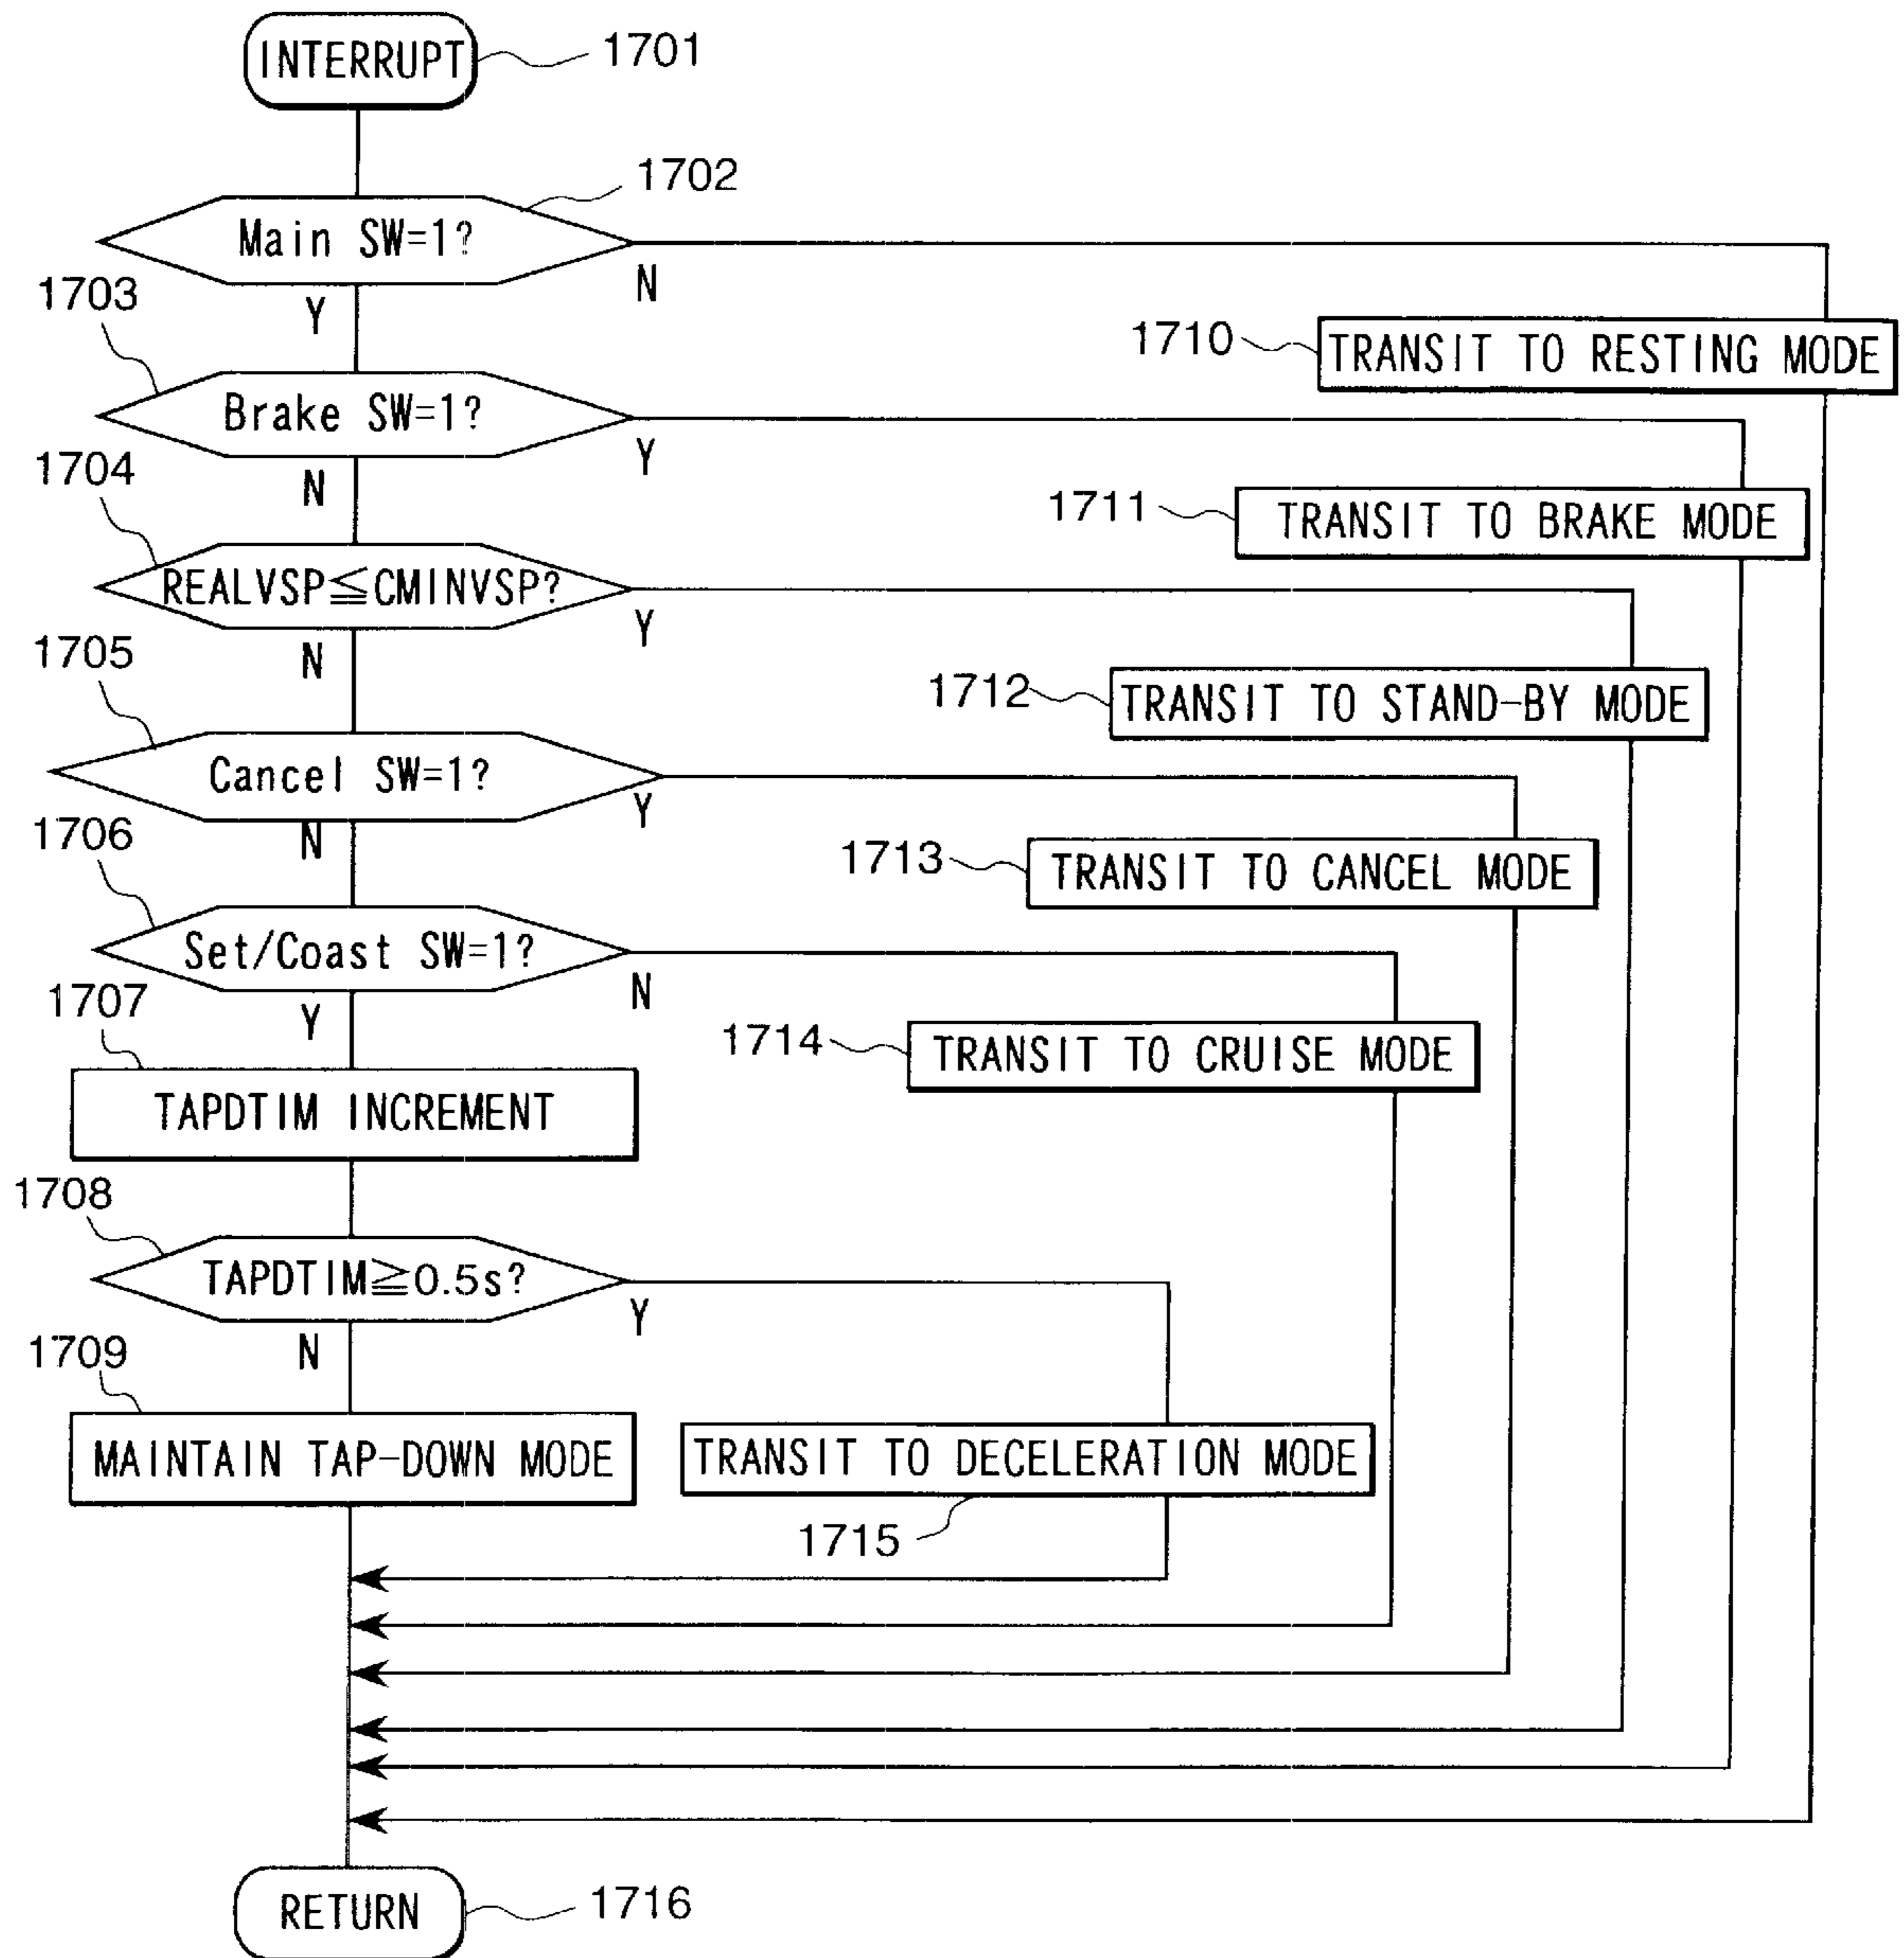 INTERRUPT
1701
Main SW=1?
1702
Y
N
1710
TRANSIT TO RESTING MODE
1703
Brake SW=1?
N
Y
1711
TRANSIT TO BRAKE MODE
1704
REALVSP≦CMINVSP?
N
Y
1712
TRANSIT TO STAND-BY MODE
1705
Cancel SW=1?
N
Y
1713
TRANSIT TO CANCEL MODE
1706
Set/Coast SW=1?
Y
N
1714
TRANSIT TO CRUISE MODE
1707
TAPDTIM INCREMENT
1708
TAPDTIM≧0.5s?
N
Y
1709
MAINTAIN TAP-DOWN MODE
TRANSIT TO DECELERATION MODE
1715
RETURN
1716